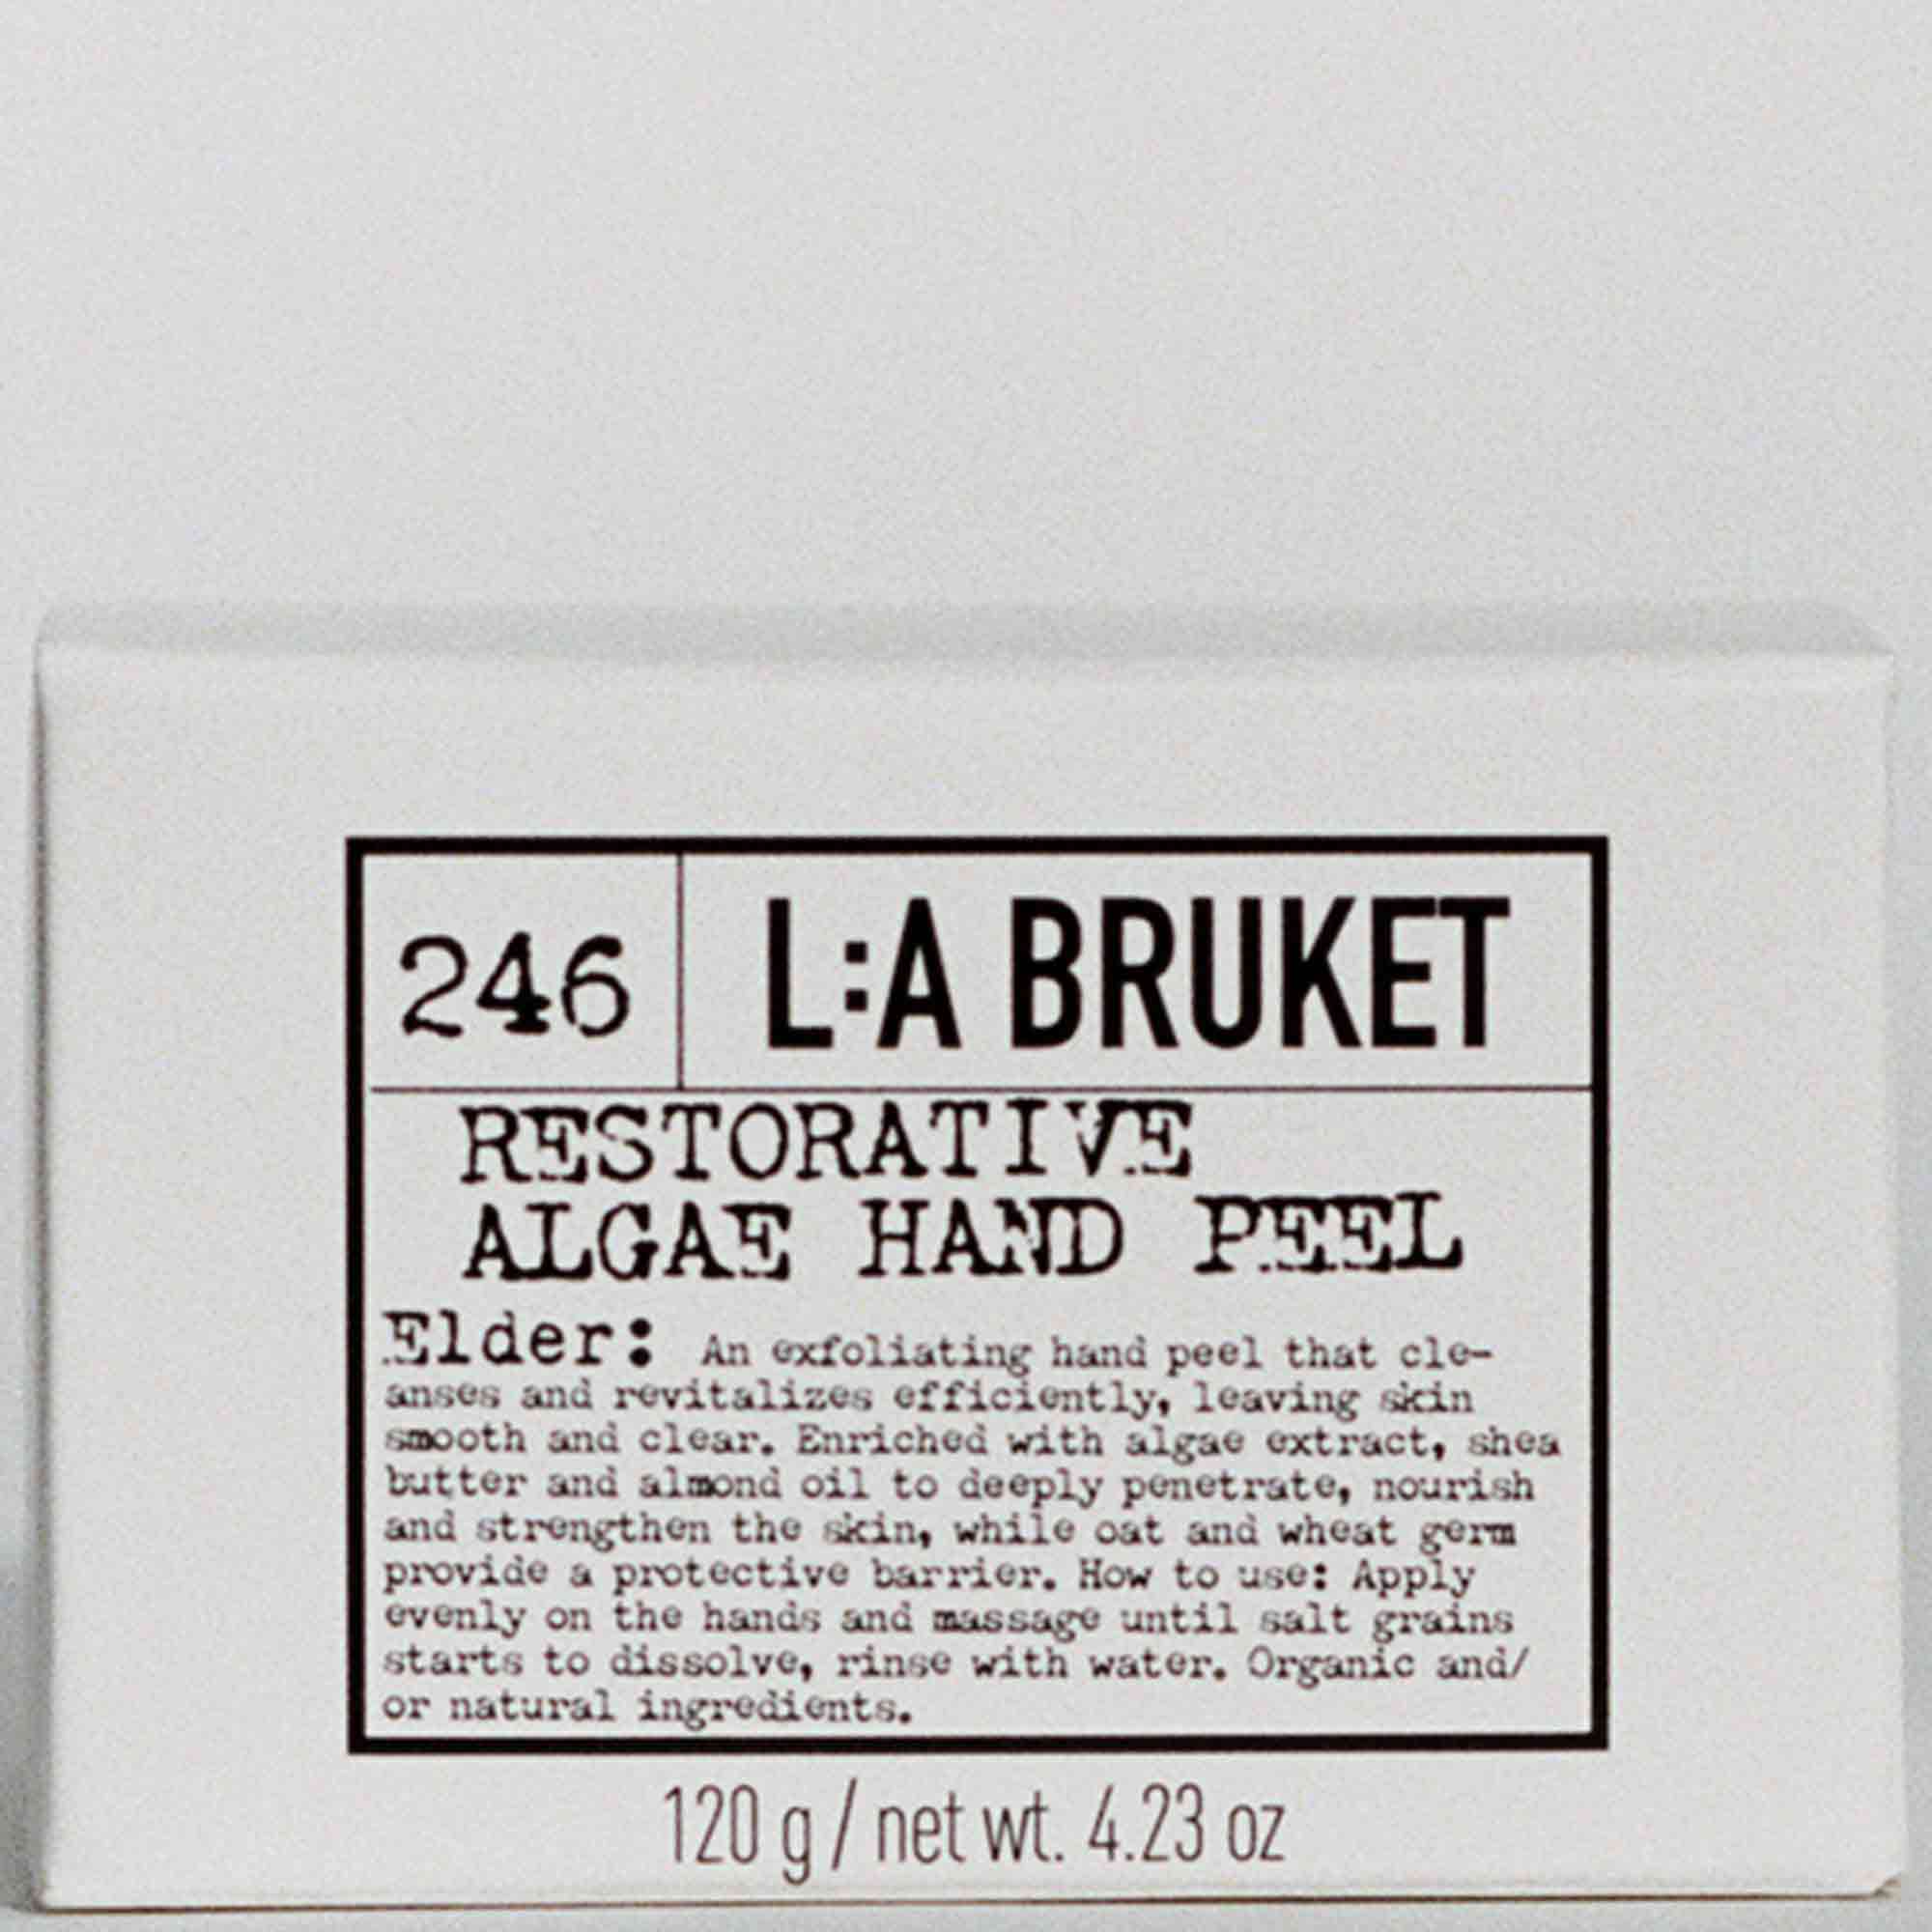 246
L:A BRUKET
RESTORATIVE
ALGAE HAND PEEL
Elder: An exfoliating hand peel that cle-
anses and revitalizes efficiently, leaving skin
smooth and clear. Enriched with algae extract, shea
butter and almond oil to deeply penetrate, nourish
and strengthen the skin, while oat and wheat germ
provide a protective barrier. How to use: Apply
evenly on the hands and massage until salt grains
starts to dissolve, rinse with water. Organic and/
or natural ingredients.
120 g / net wt. 4.23 oz